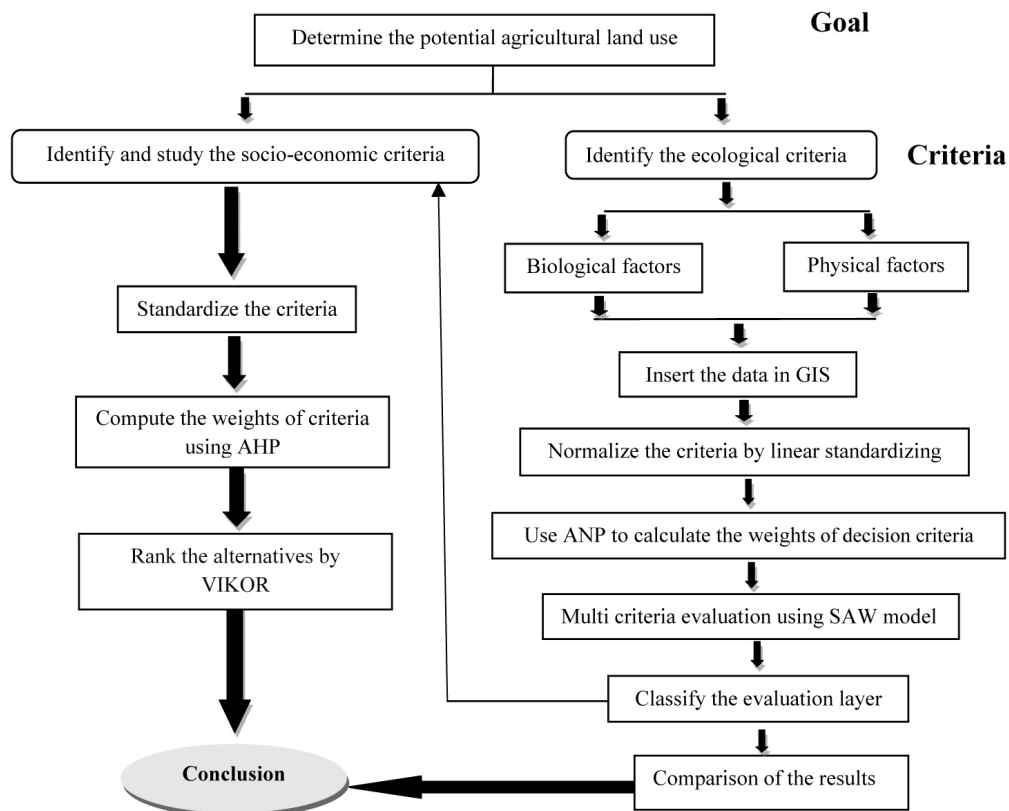 Goal
Determine the potential agricultural land use
Identify and study the socio-economic criteria
Identify the ecological criteria
Criteria
Biological factors
Physical factors
Standardize the criteria
Insert the data in GIS
Compute the weights of criteria
using AHP
Normalize the criteria by linear standardizing
Use ANP to calculate the weights of decision criteria
Rank the alternatives by
VIKOR
Multi criteria evaluation using SAW model
Classify the evaluation layer
Conclusion
Comparison of the results